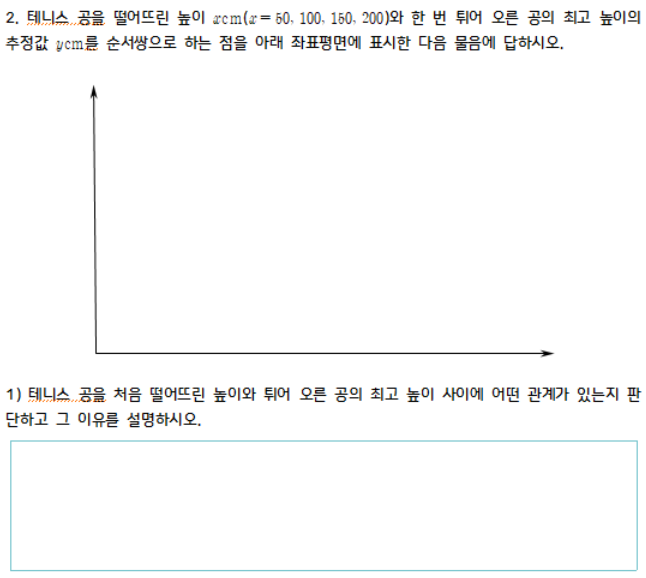 2. 테니스 공을 떨어뜨린 높이 xcm(x = 50, 100, 150, 200)와 한 번 튀어 오른 공의 최고 높이의
추정값 ycm를 순서쌍으로 하는 점을 아래 좌표평면에 표시한 다음 물음에 답하시오.
1) 테니스 공을 처음 떨어뜨린 높이와 튀어 오른 공의 최고 높이 사이에 어떤 관계가 있는지 판
단하고 그 이유를 설명하시오.